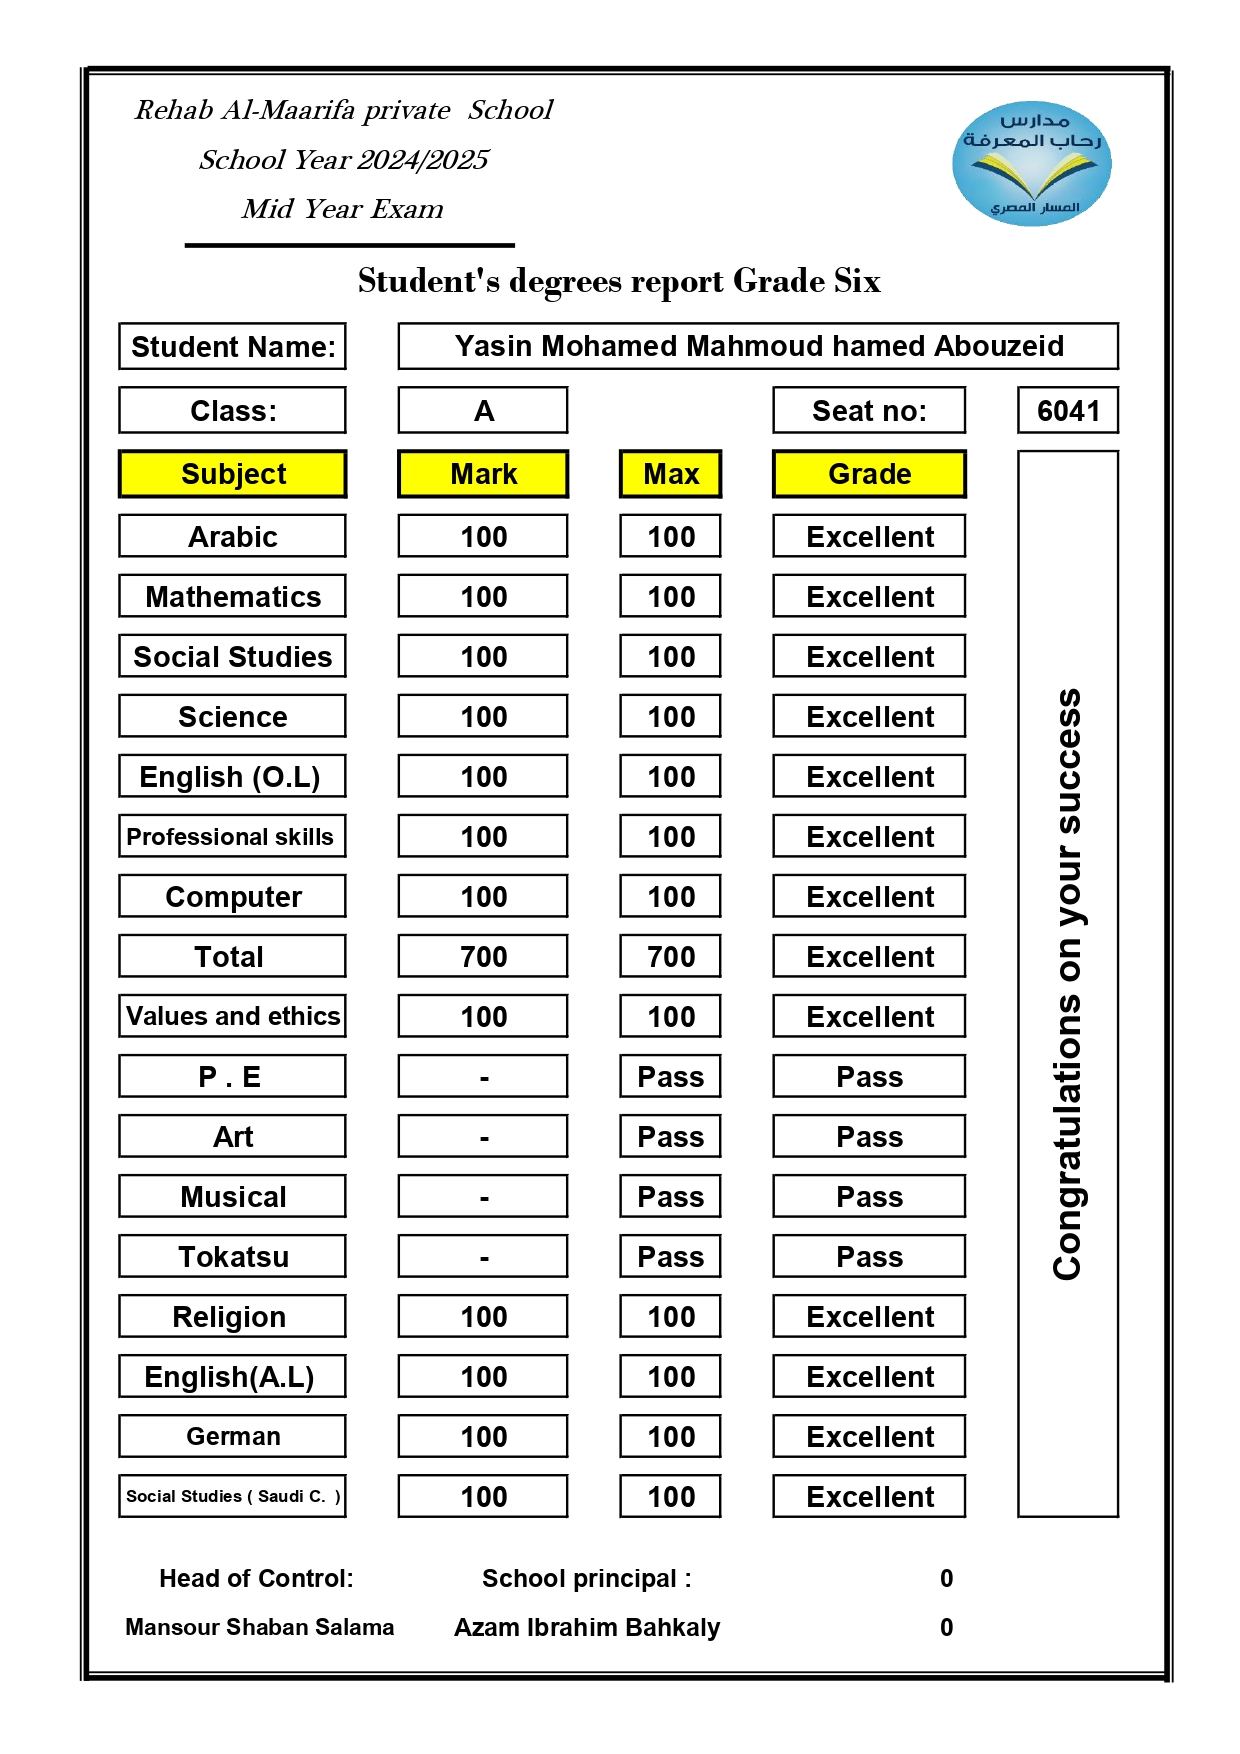 Rehab Al-Maarifa private School
School Year 2024/2025
Mid Year Exam
مدارس
رحاب المعرفة
المسار المصري
Student's degrees report Grade Six
Student Name: Yasin Mohamed Mahmoud hamed Abouzeid
Class: A Seat no: 6041
Subject Mark Max Grade
Arabic 100 100 Excellent
Mathematics 100 100 Excellent
Social Studies 100 100 Excellent
Science 100 100 Excellent
English (O.L) 100 100 Excellent
Professional skills 100 100 Excellent
Computer 100 100 Excellent
Total 700 700 Excellent
Values and ethics 100 100 Excellent
P . E - Pass Pass
Art - Pass Pass
Musical - Pass Pass
Tokatsu - Pass Pass
Religion 100 100 Excellent
English(A.L) 100 100 Excellent
German 100 100 Excellent
Social Studies ( Saudi C. ) 100 100 Excellent
Congratulations on your success
Head of Control: School principal : 0
Mansour Shaban Salama Azam Ibrahim Bahkaly 0